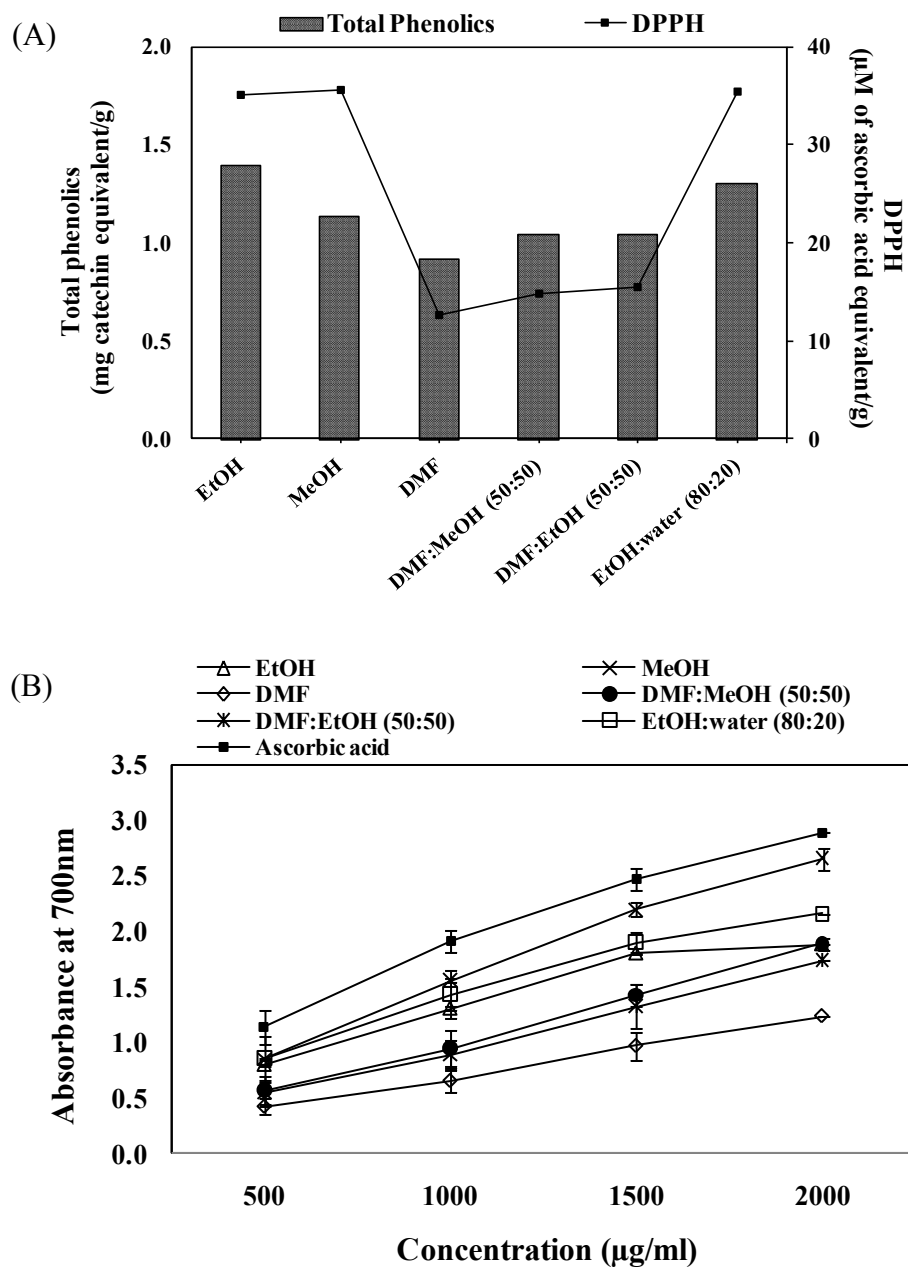 (A)
Total Phenolics DPPH
2.0
1.5
1.0
0.5
0.0
Total phenolics
(mg catechin equivalent/g)
40
30
20
10
0
DPPH
(μM of ascorbic acid equivalent/g)
EtOH
MeOH
DMF
DMF:MeOH (50:50)
DMF:EtOH (50:50)
EtOH:water (80:20)
(B)
EtOH MeOH
DMF DMF:MeOH (50:50)
DMF:EtOH (50:50) EtOH:water (80:20)
Ascorbic acid
3.5
3.0
2.5
2.0
1.5
1.0
0.5
0.0
Absorbance at 700nm
500 1000 1500 2000
Concentration (μg/ml)